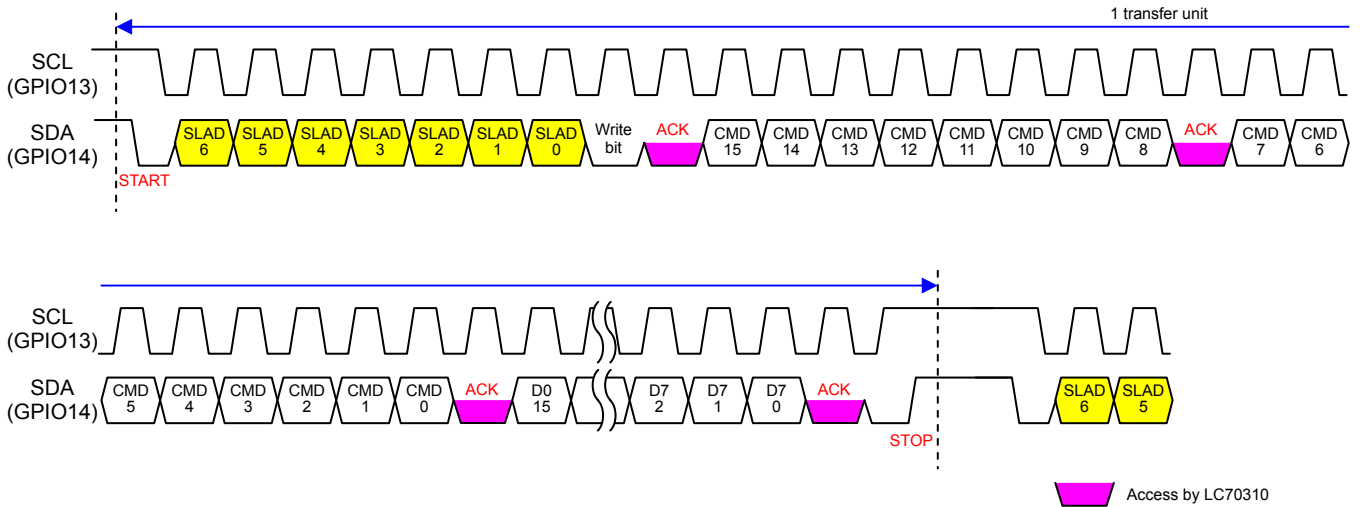 1 transfer unit
SCL
(GPIO13)
SDA
(GPIO14)
START
SLAD 6
SLAD 5
SLAD 4
SLAD 3
SLAD 2
SLAD 1
SLAD 0
Write bit
ACK
CMD 15
CMD 14
CMD 13
CMD 12
CMD 11
CMD 10
CMD 9
CMD 8
ACK
CMD 7
CMD 6
SCL
(GPIO13)
SDA
(GPIO14)
CMD 5
CMD 4
CMD 3
CMD 2
CMD 1
CMD 0
ACK
D0 15
D7 2
D7 1
D7 0
ACK
STOP
SLAD 6
SLAD 5
Access by LC70310